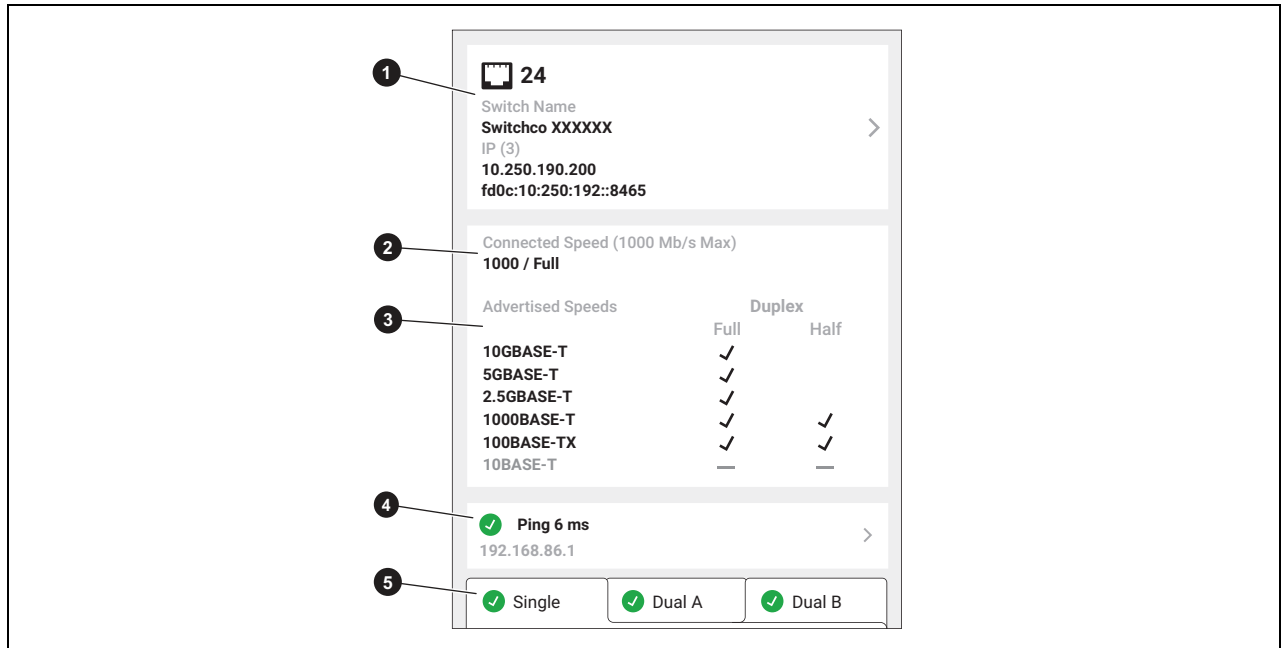 1
24
Switch Name
Switchco XXXXXX
IP (3)
10.250.190.200
fd0c:10:250:192::8465
2
Connected Speed (1000 Mb/s Max)
1000 / Full
3
Advertised Speeds Duplex
Full Half
10GBASE-T
5GBASE-T
2.5GBASE-T
1000BASE-T
100BASE-TX
10BASE-T
4
Ping 6 ms
192.168.86.1
5
Single Dual A Dual B